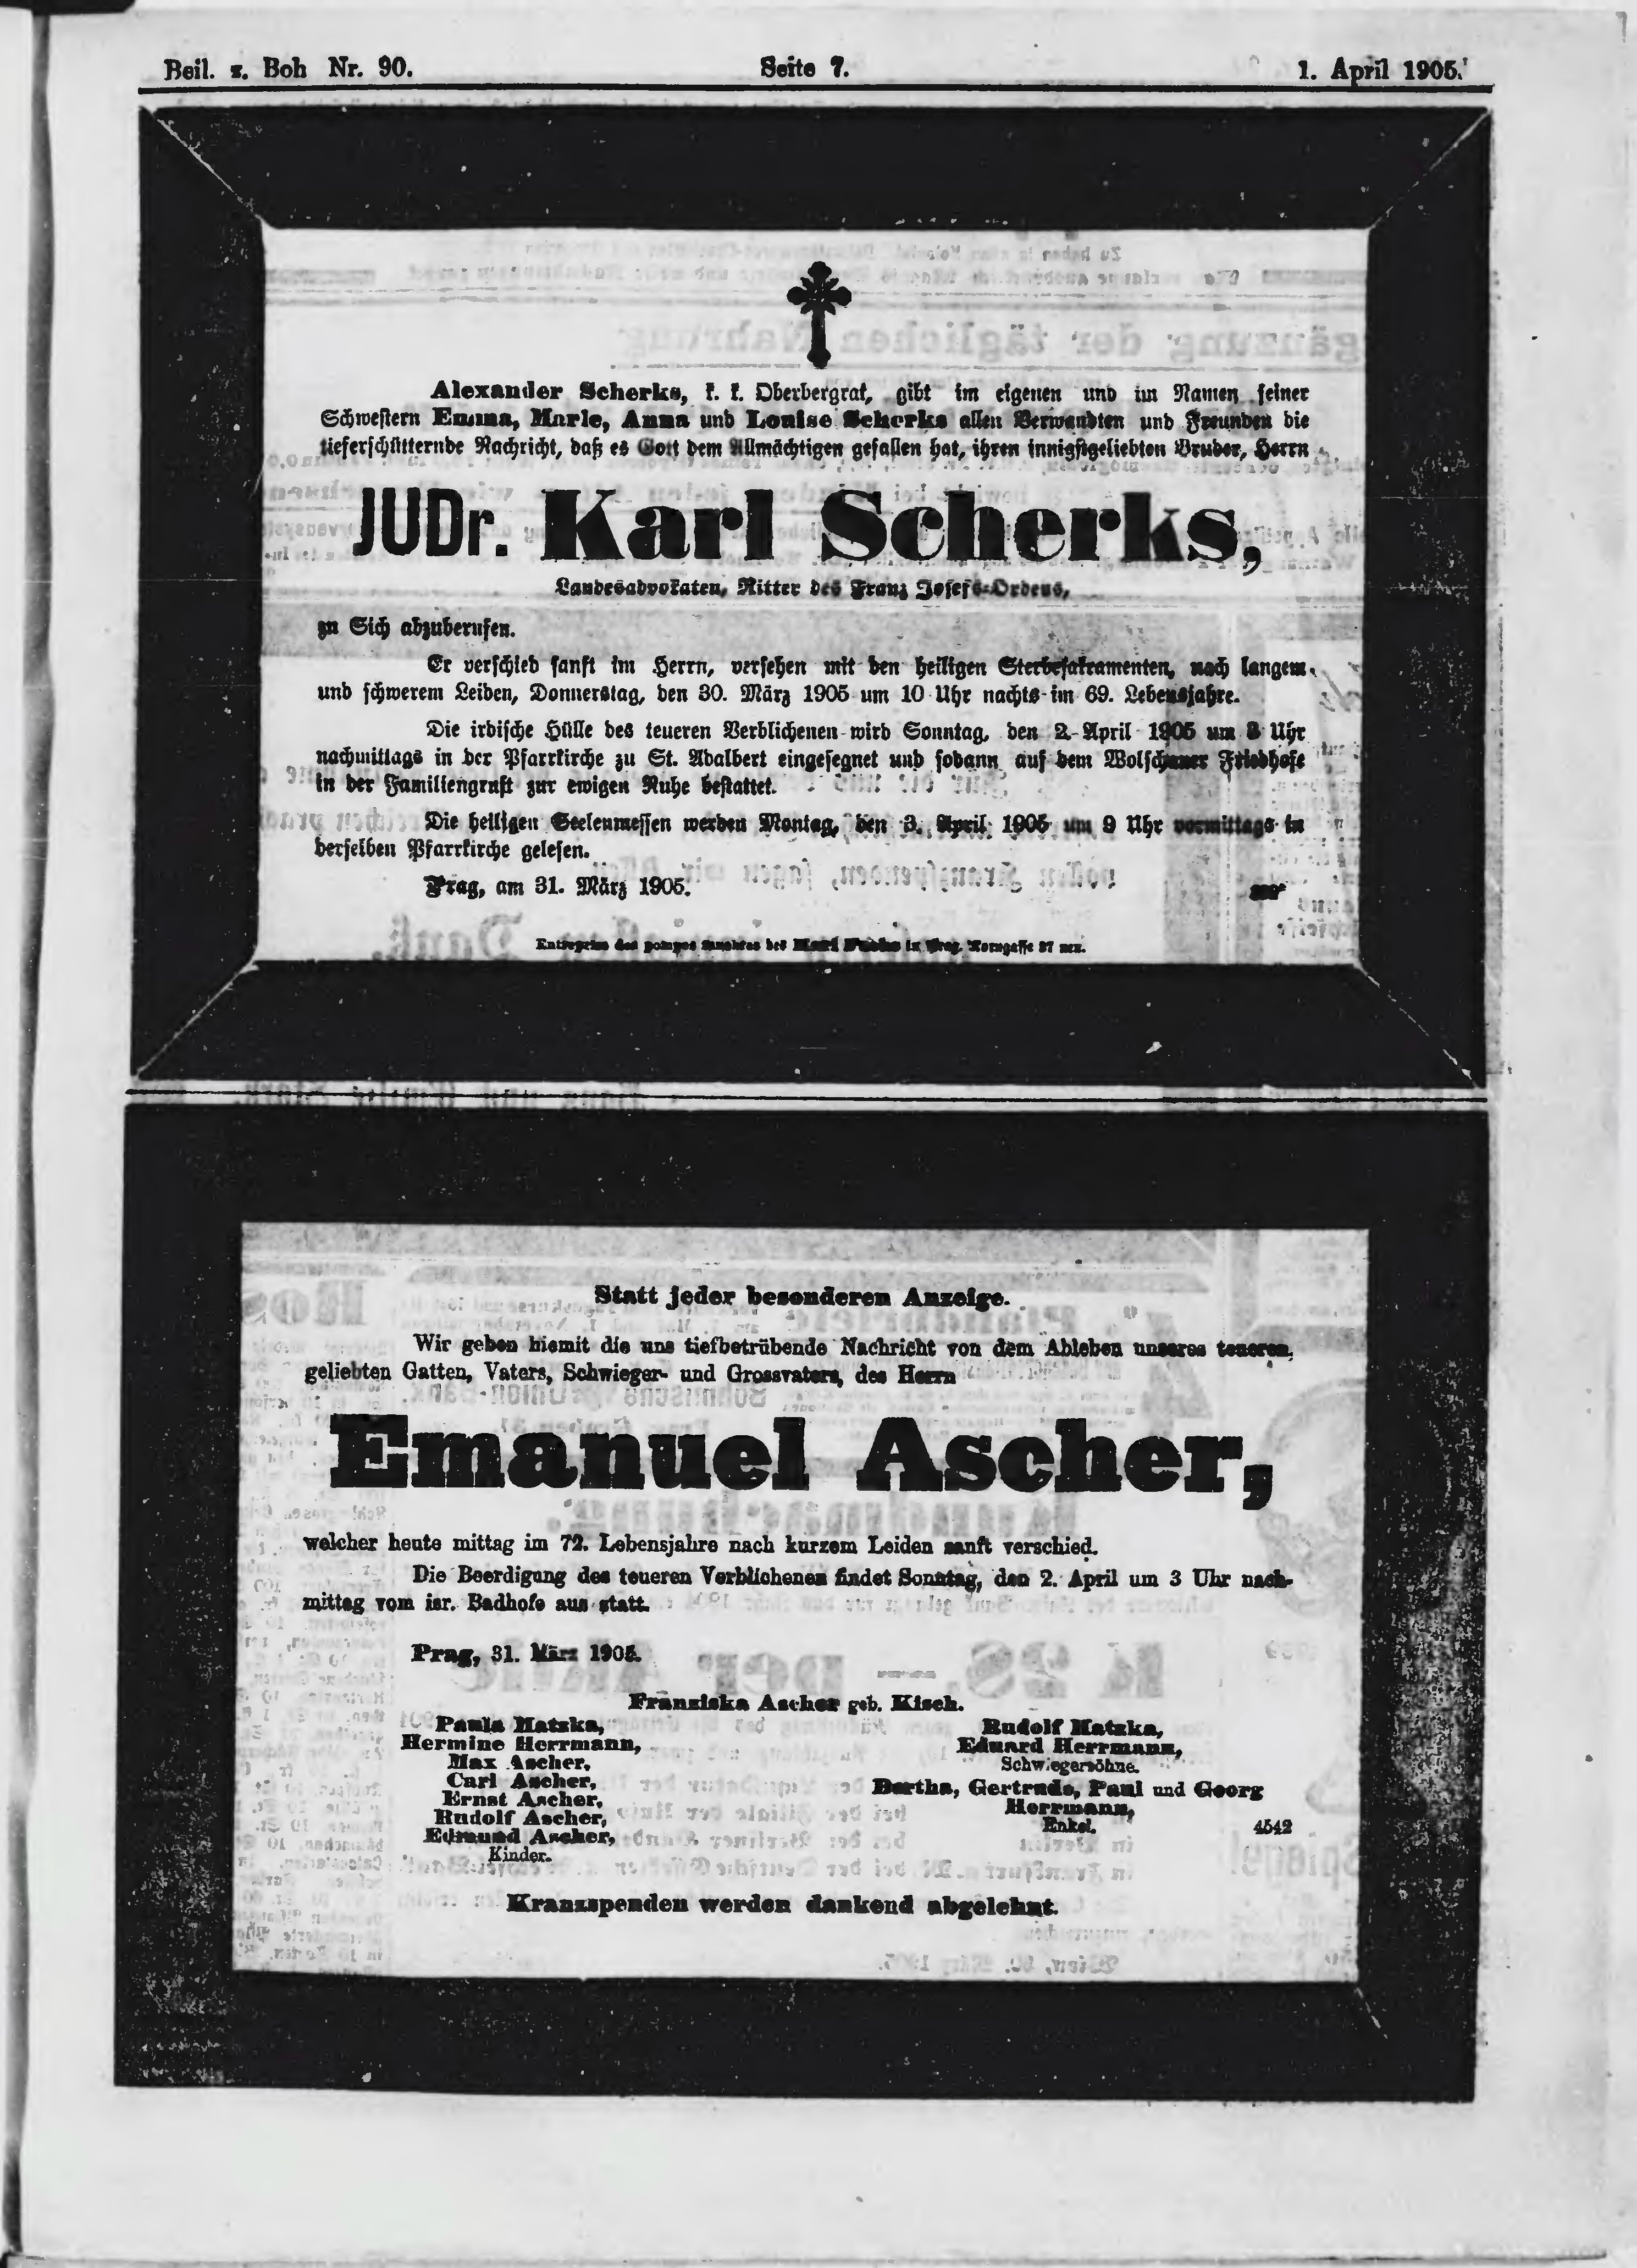 Beil. z. Boh Nr. 90.
Seite 7.
1. April 1905.
Alexander Scherks, k. k. Oberbergrat, gibt im eigenen und im Namen seiner
Schwestern Emma, Marie, Anna und Louise Scherks allen Verwandten und Freunden die
tieferschütternde Nachricht, daß es Gott dem Allmächtigen gefallen hat, ihren innigstgeliebten Bruder, Herrn
JUDr. Karl Scherks,
Landesadvokaten, Ritter des Franz Josefs-Ordens,
zu Sich abzuberufen.
Er verschied sanft im Herrn, versehen mit den heiligen Sterbesakramenten, nach langem
und schwerem Leiden, Donnerstag, den 30. März 1905 um 10 Uhr nachts im 69. Lebensjahre.
Die irdische Hülle des teueren Verblichenen wird Sonntag, den 2. April 1905 um 3 Uhr
nachmittags in der Pfarrkirche zu St. Adalbert eingesegnet und sodann auf dem Wolschaner Friedhofe
in der Familiengruft zur ewigen Ruhe bestattet.
Die heiligen Seelenmessen werden Montag, den 3. April 1905 um 9 Uhr vormittags in
derselben Pfarrkirche gelesen.
Prag, am 31. März 1905.
Entreprise des pompes funèbres des Karl in Prag, 37 neu.
Statt jeder besonderen Anzeige.
Wir geben hiemit die uns tiefbetrübende Nachricht von dem Ableben unseres teueren,
geliebten Gatten, Vaters, Schwieger- und Grossvaters, des Herrn
Emanuel Ascher,
welcher heute mittag im 72. Lebensjahre nach kurzem Leiden sanft verschied.
Die Beerdigung des teueren Verblichenen findet Sonntag, den 2. April um 3 Uhr nach-
mittag vom isr. Badhofe aus statt.
Prag, 31. März 1905.
Franziska Ascher geb. Kisch.
Paula Matzka,
Hermine Herrmann,
Max Ascher,
Carl Ascher,
Ernst Ascher,
Rudolf Ascher,
Edmund Ascher,
Kinder.
Rudolf Matzka,
Eduard Herrmann,
Schwiegersöhne.
Bertha, Gertrude, Paul und Georg
Herrmann,
Enkel.
4542
Kranzspenden werden dankend abgelehnt.